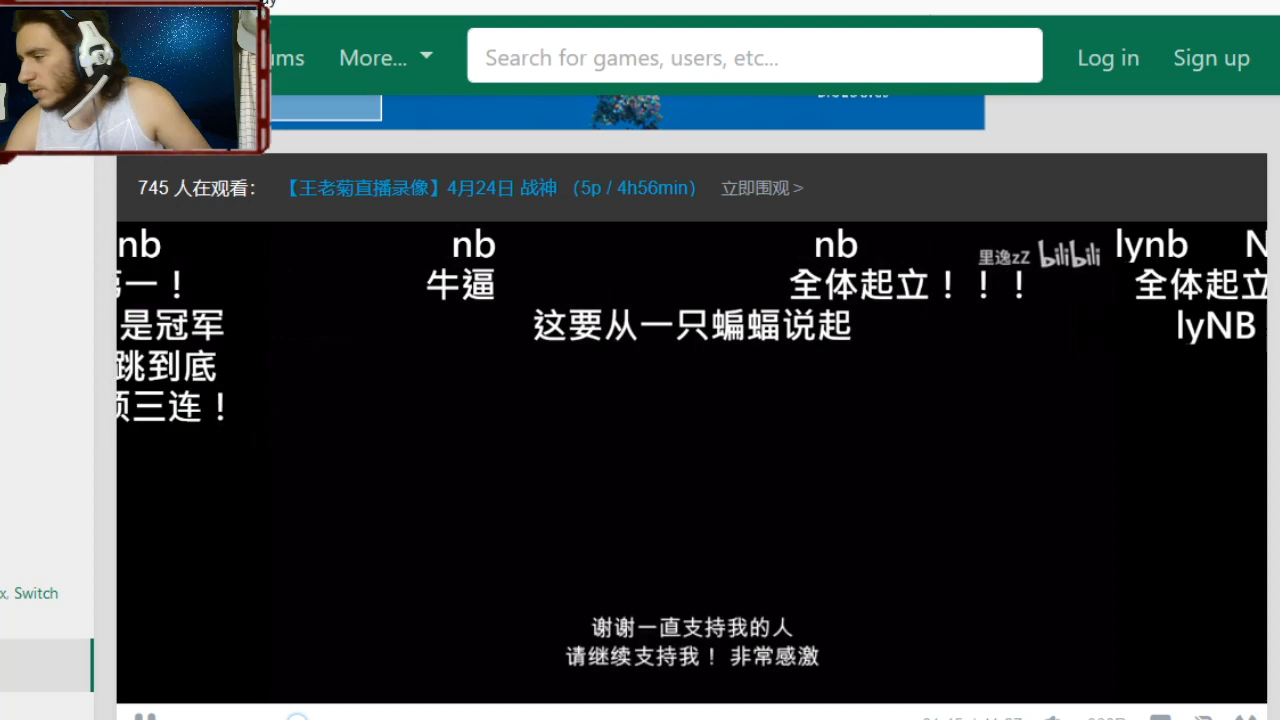 More... Search for games, users, etc... Log in Sign up
745 人在观看： 【王老菊直播录像】4月24日 战神 （5p / 4h56min） 立即围观 >
nb nb nb 里逸zZ bilibili lynb N
一！ 牛逼 全体起立！！！ 全体起立
是冠军 这要从一只蝙蝠说起 lyNB
跳到底
三连！
Switch
谢谢一直支持我的人
请继续支持我！ 非常感激